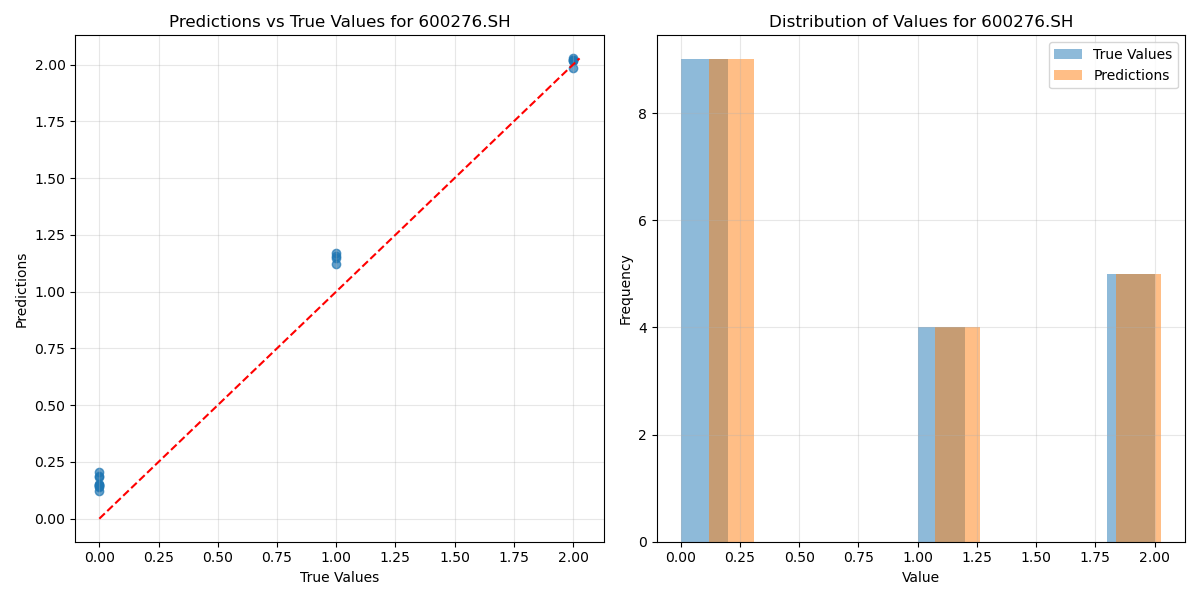 Predictions vs True Values for 600276.SH
2.00
1.75
1.50
1.25
1.00
0.75
0.50
0.25
0.00
Predictions
0.00 0.25 0.50 0.75 1.00 1.25 1.50 1.75 2.00
True Values
Distribution of Values for 600276.SH
True Values
Predictions
8
6
4
2
0
Frequency
0.00 0.25 0.50 0.75 1.00 1.25 1.50 1.75 2.00
Value